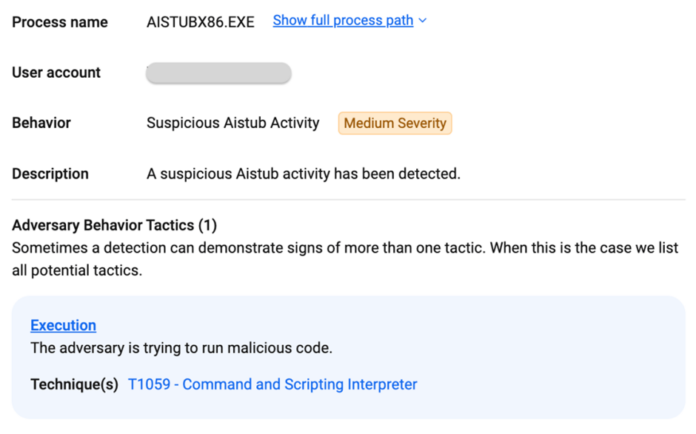 Process name AISTUBX86.EXE Show full process path
User account
Behavior Suspicious Aistub Activity Medium Severity
Description A suspicious Aistub activity has been detected.
Adversary Behavior Tactics (1)
Sometimes a detection can demonstrate signs of more than one tactic. When this is the case we list
all potential tactics.
Execution
The adversary is trying to run malicious code.
Technique(s) T1059 - Command and Scripting Interpreter